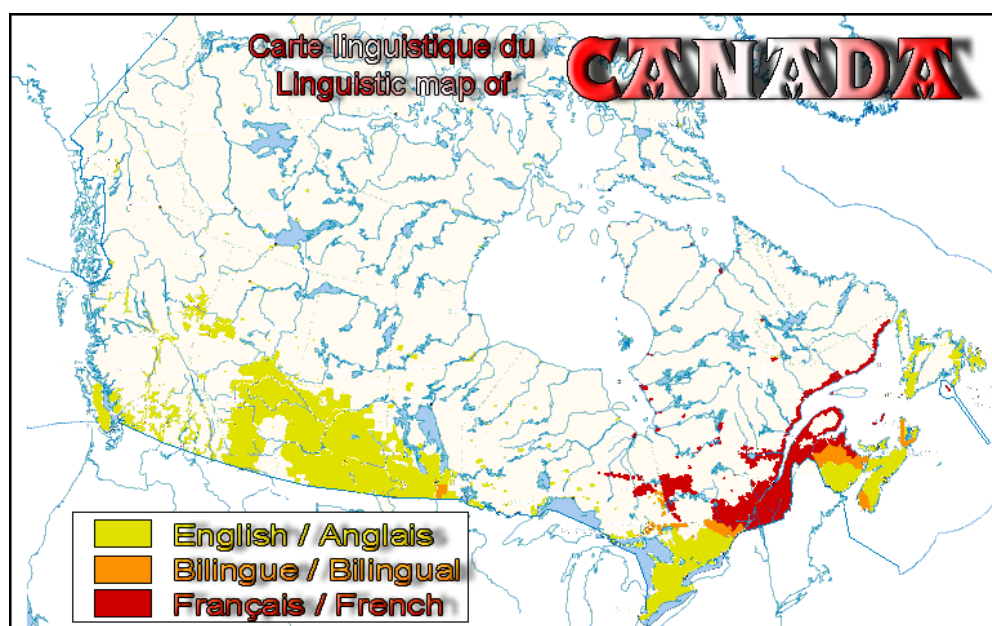 Carte linguistique du
Linguistic map of
CANADA
English / Anglais
Bilingue / Bilingual
Français / French